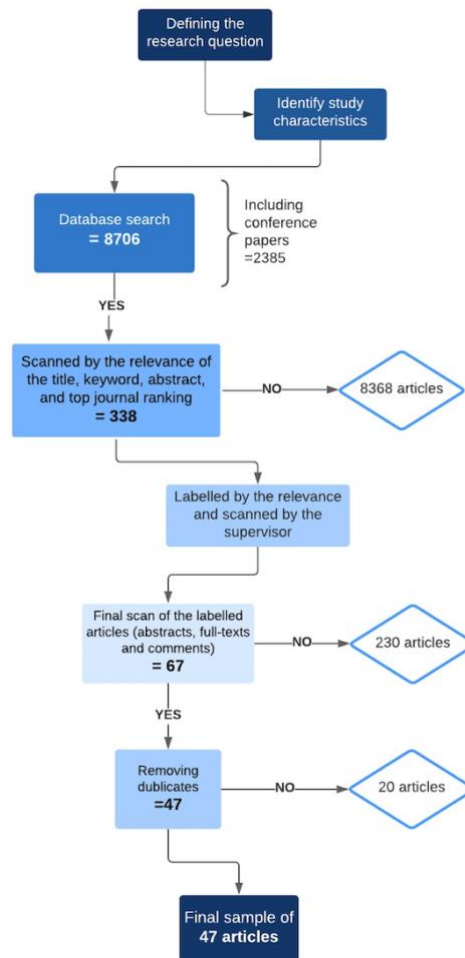 Defining the
research question
Identify study
characteristics
Database search
= 8706
Including
conference
papers
=2385
YES
Scanned by the relevance of
the title, keyword, abstract,
and top journal ranking
= 338
NO
8368 articles
Labelled by the relevance
and scanned by the
supervisor
Final scan of the labelled
articles (abstracts, full-texts
and comments)
= 67
NO
230 articles
YES
Removing
dublicates
=47
NO
20 articles
Final sample of
47 articles